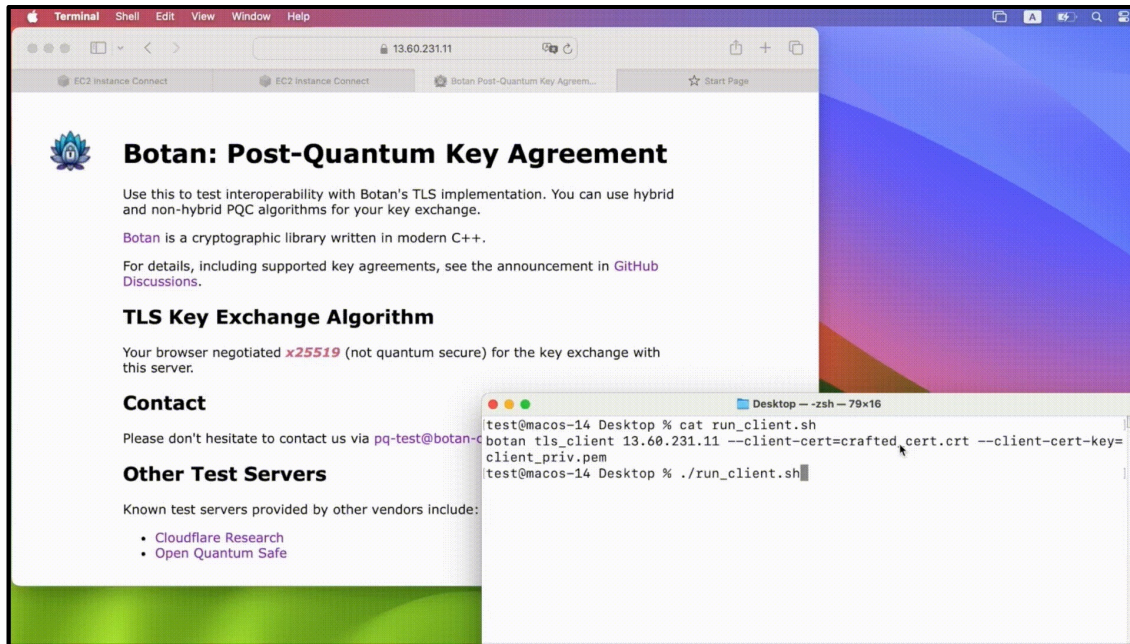 Terminal Shell Edit View Window Help
A
13.60.231.11
EC2 Instance Connect
EC2 Instance Connect
Botan Post-Quantum Key Agreem...
Start Page
Botan: Post-Quantum Key Agreement
Use this to test interoperability with Botan's TLS implementation. You can use hybrid
and non-hybrid PQC algorithms for your key exchange.
Botan is a cryptographic library written in modern C++.
For details, including supported key agreements, see the announcement in GitHub
Discussions.
TLS Key Exchange Algorithm
Your browser negotiated x25519 (not quantum secure) for the key exchange with
this server.
Contact
Please don't hesitate to contact us via pq-test@botan-c
Other Test Servers
Known test servers provided by other vendors include:
• Cloudflare Research
• Open Quantum Safe
Desktop — -zsh — 79×16
test@macos-14 Desktop % cat run_client.sh
botan tls_client 13.60.231.11 --client-cert=crafted_cert.crt --client-cert-key=
client_priv.pem
test@macos-14 Desktop % ./run_client.sh